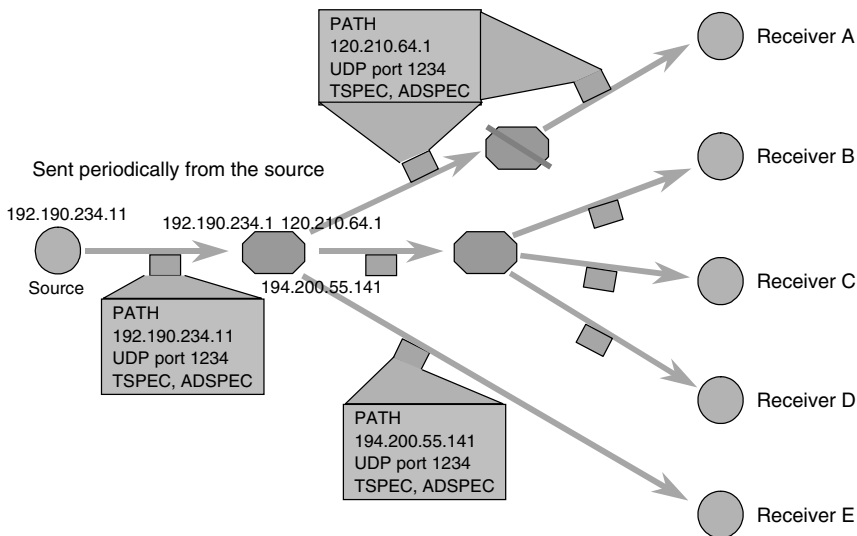 PATH
120.210.64.1
UDP port 1234
TSPEC, ADSPEC
Receiver A
Sent periodically from the source
Receiver B
192.190.234.11
192.190.234.1 120.210.64.1
Source
194.200.55.141
Receiver C
PATH
192.190.234.11
UDP port 1234
TSPEC, ADSPEC
Receiver D
PATH
194.200.55.141
UDP port 1234
TSPEC, ADSPEC
Receiver E